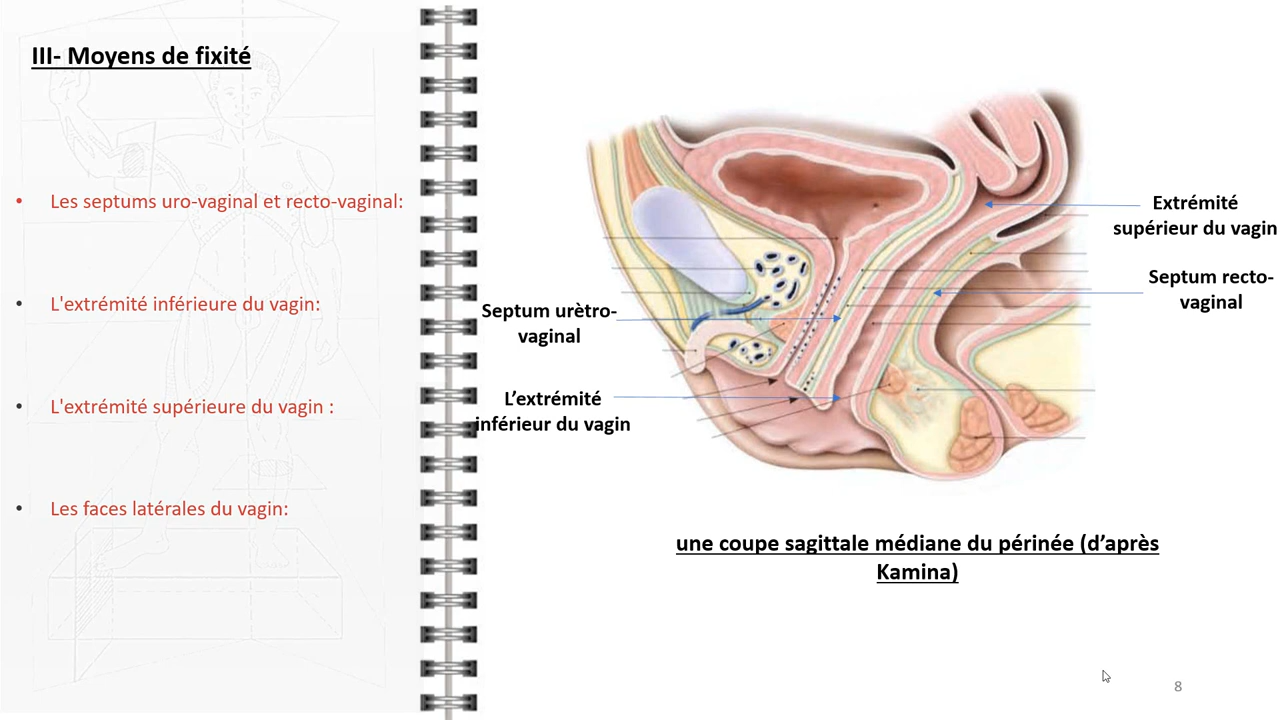 III- Moyens de fixité
• Les septums uro-vaginal et recto-vaginal:
• L'extrémité inférieure du vagin:
• L'extrémité supérieure du vagin :
• Les faces latérales du vagin:
Extrémité
supérieur du vagin
Septum recto-
vaginal
Septum urètro-
vaginal
L’extrémité
inférieur du vagin
une coupe sagittale médiane du périnée (d’après
Kamina)
8